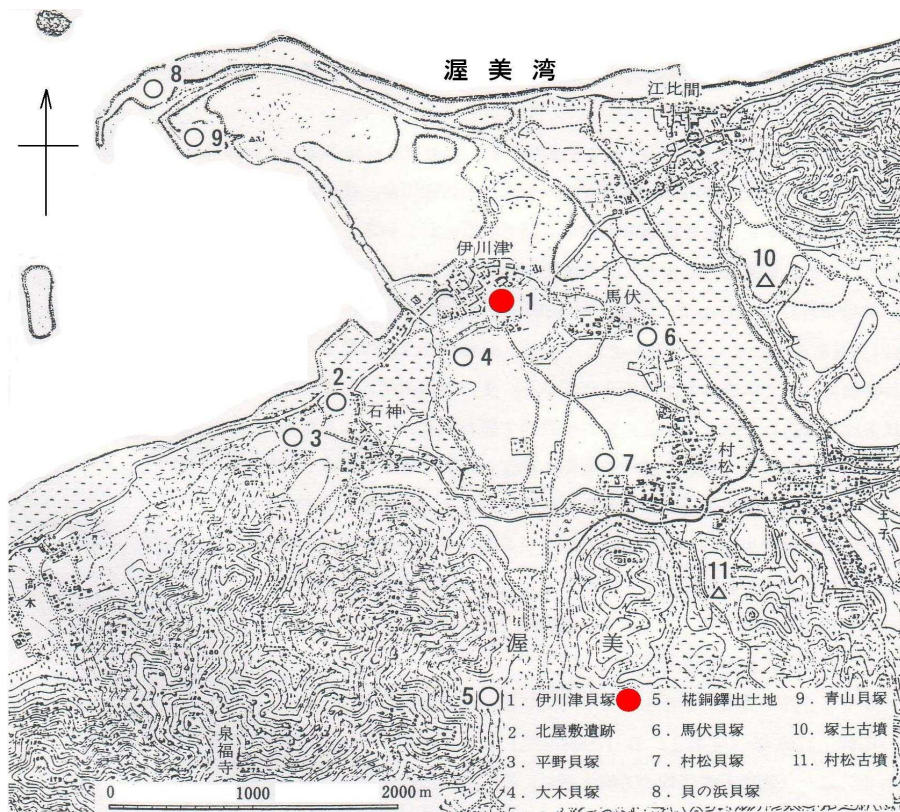 渥美湾
江比間
8
9
10
伊川津
1
馬伏
6
4
2
石神
3
7
村松
11
高木
渥美
泉福寺
5
1. 伊川津貝塚
2. 北屋敷遺跡
3. 平野貝塚
4. 大木貝塚
5. 椛銅鐸出土地
6. 馬伏貝塚
7. 村松貝塚
8. 貝の浜貝塚
9. 青山貝塚
10. 塚土古墳
11. 村松古墳
0 1000 2000m